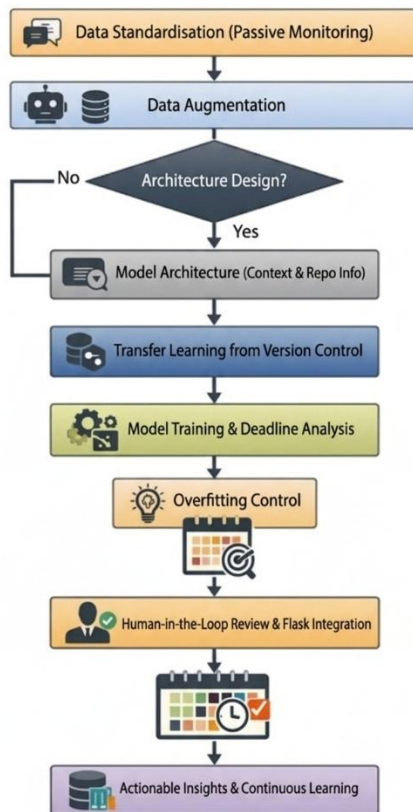 Data Standardisation (Passive Monitoring)
Data Augmentation
No
Architecture Design?
Yes
Model Architecture (Context & Repo Info)
Transfer Learning from Version Control
Model Training & Deadline Analysis
Overfitting Control
Human-in-the-Loop Review & Flask Integration
Actionable Insights & Continuous Learning